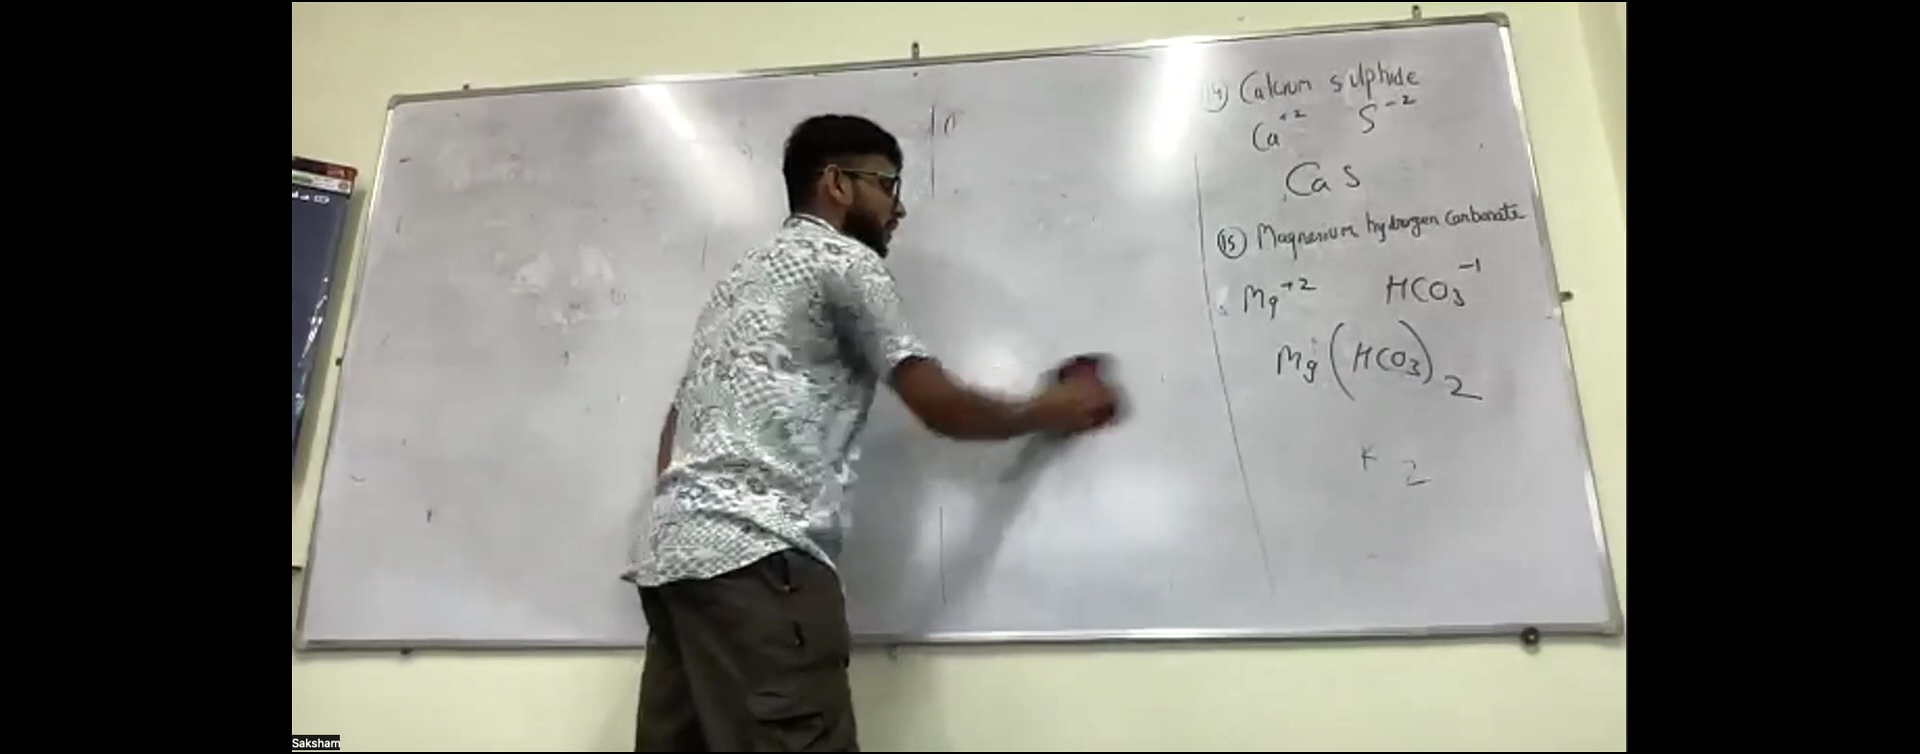 14) Calcium sulphide
Ca+2 S-2
CaS
15) Magnesium hydrogen Carbonate
Mg+2 HCO3-1
Mg(HCO3)2
K 2
Saksham